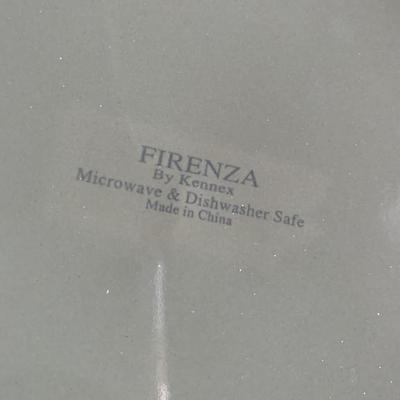 FIRENZA
By Kennex
Microwave & Dishwasher Safe
Made in China